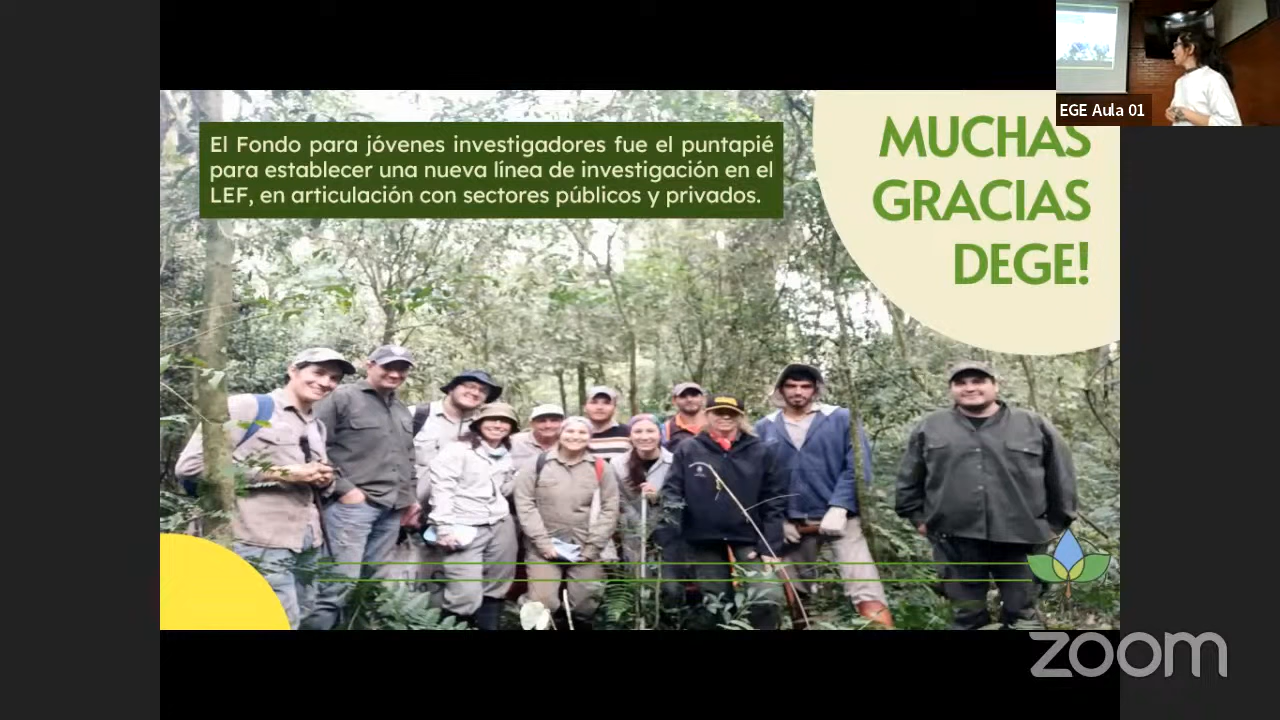 El Fondo para jóvenes investigadores fue el puntapié
para establecer una nueva línea de investigación en el
LEF, en articulación con sectores públicos y privados.
MUCHAS
GRACIAS
DEGE!
EGE Aula 01
zoom